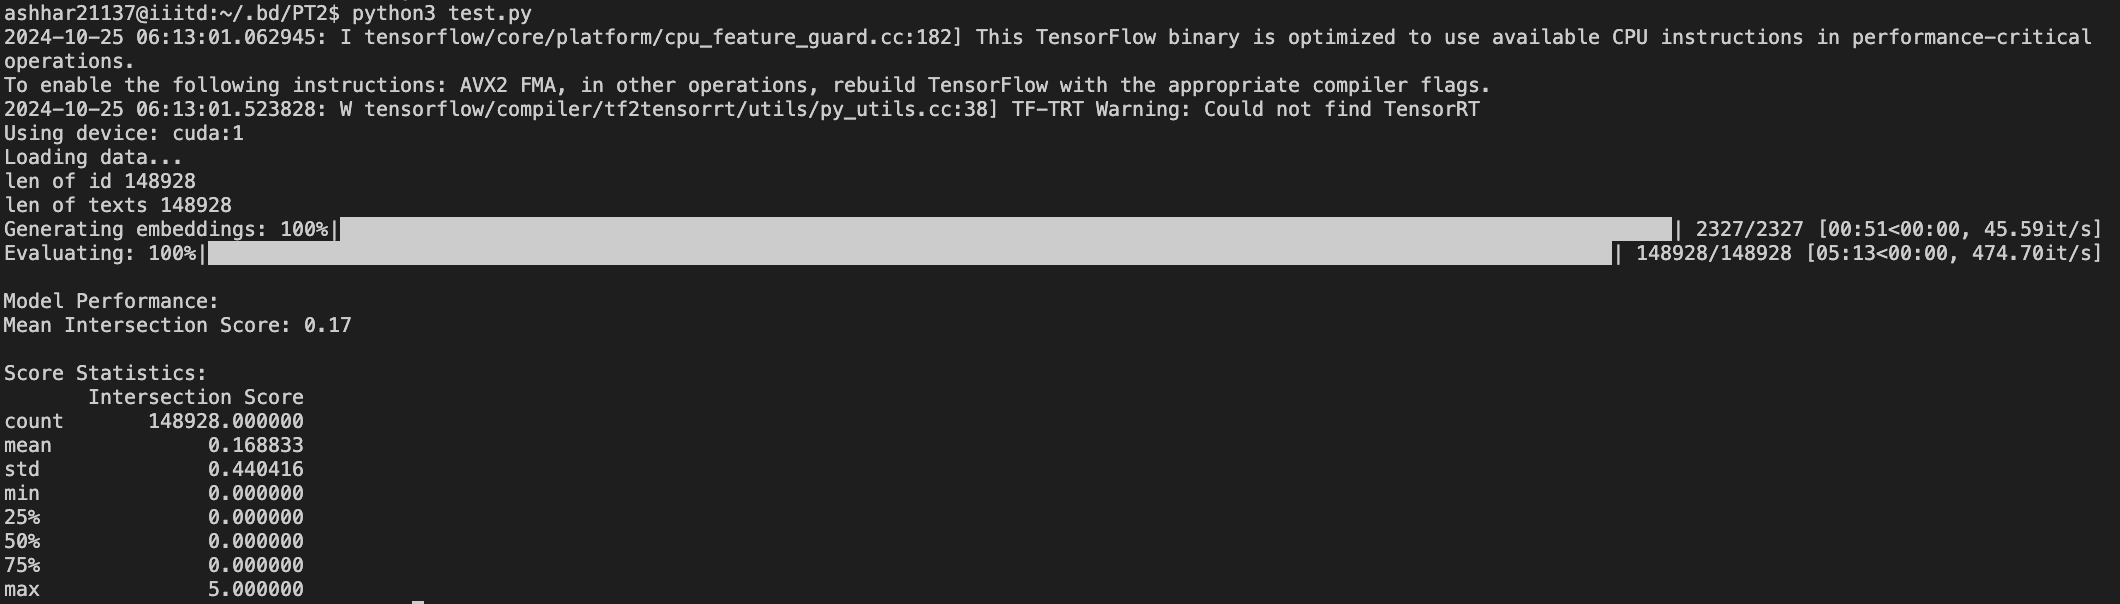 ashhar21137@iiitd:~/.bd/PT2$ python3 test.py
2024-10-25 06:13:01.062945: I tensorflow/core/platform/cpu_feature_guard.cc:182] This TensorFlow binary is optimized to use available CPU instructions in performance-critical
operations.
To enable the following instructions: AVX2 FMA, in other operations, rebuild TensorFlow with the appropriate compiler flags.
2024-10-25 06:13:01.523828: W tensorflow/compiler/tf2tensorrt/utils/py_utils.cc:38] TF-TRT Warning: Could not find TensorRT
Using device: cuda:1
Loading data...
len of id 148928
len of texts 148928
Generating embeddings: 100%| | 2327/2327 [00:51<00:00, 45.59it/s]
Evaluating: 100%| | 148928/148928 [05:13<00:00, 474.70it/s]
Model Performance:
Mean Intersection Score: 0.17
Score Statistics:
Intersection Score
count 148928.000000
mean 0.168833
std 0.440416
min 0.000000
25% 0.000000
50% 0.000000
75% 0.000000
max 5.000000